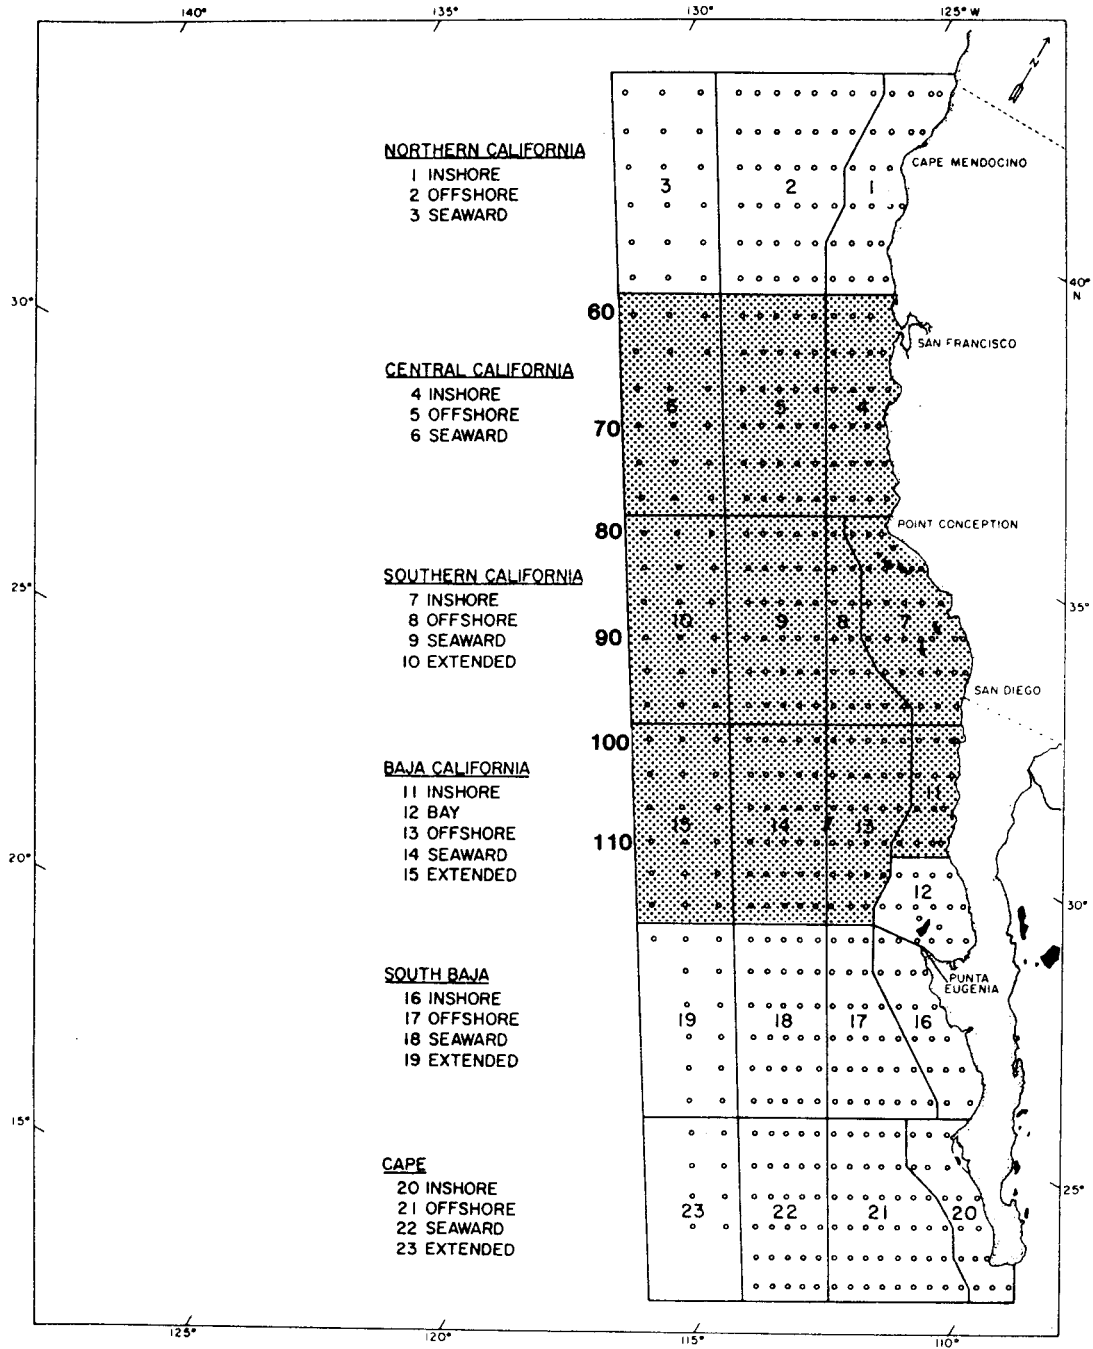 140°
130°
125° W
N
NORTHERN CALIFORNIA
1 INSHORE
2 OFFSHORE
3 SEAWARD
3
2
1
CAPE MENDOCINO
40°
N
30°
60
SAN FRANCISCO
CENTRAL CALIFORNIA
4 INSHORE
5 OFFSHORE
6 SEAWARD
6
5
4
70
80
POINT CONCEPTION
SOUTHERN CALIFORNIA
7 INSHORE
8 OFFSHORE
9 SEAWARD
10 EXTENDED
25°
35°
10
9
8
7
90
SAN DIEGO
100
BAJA CALIFORNIA
11 INSHORE
12 BAY
13 OFFSHORE
14 SEAWARD
15 EXTENDED
11
15
14
13
110
20°
12
30°
PUNTA
EUGENIA
SOUTH BAJA
16 INSHORE
17 OFFSHORE
18 SEAWARD
19 EXTENDED
19
18
17
16
15°
CAPE
20 INSHORE
21 OFFSHORE
22 SEAWARD
23 EXTENDED
23
22
21
20
25°
125°
120°
115°
110°